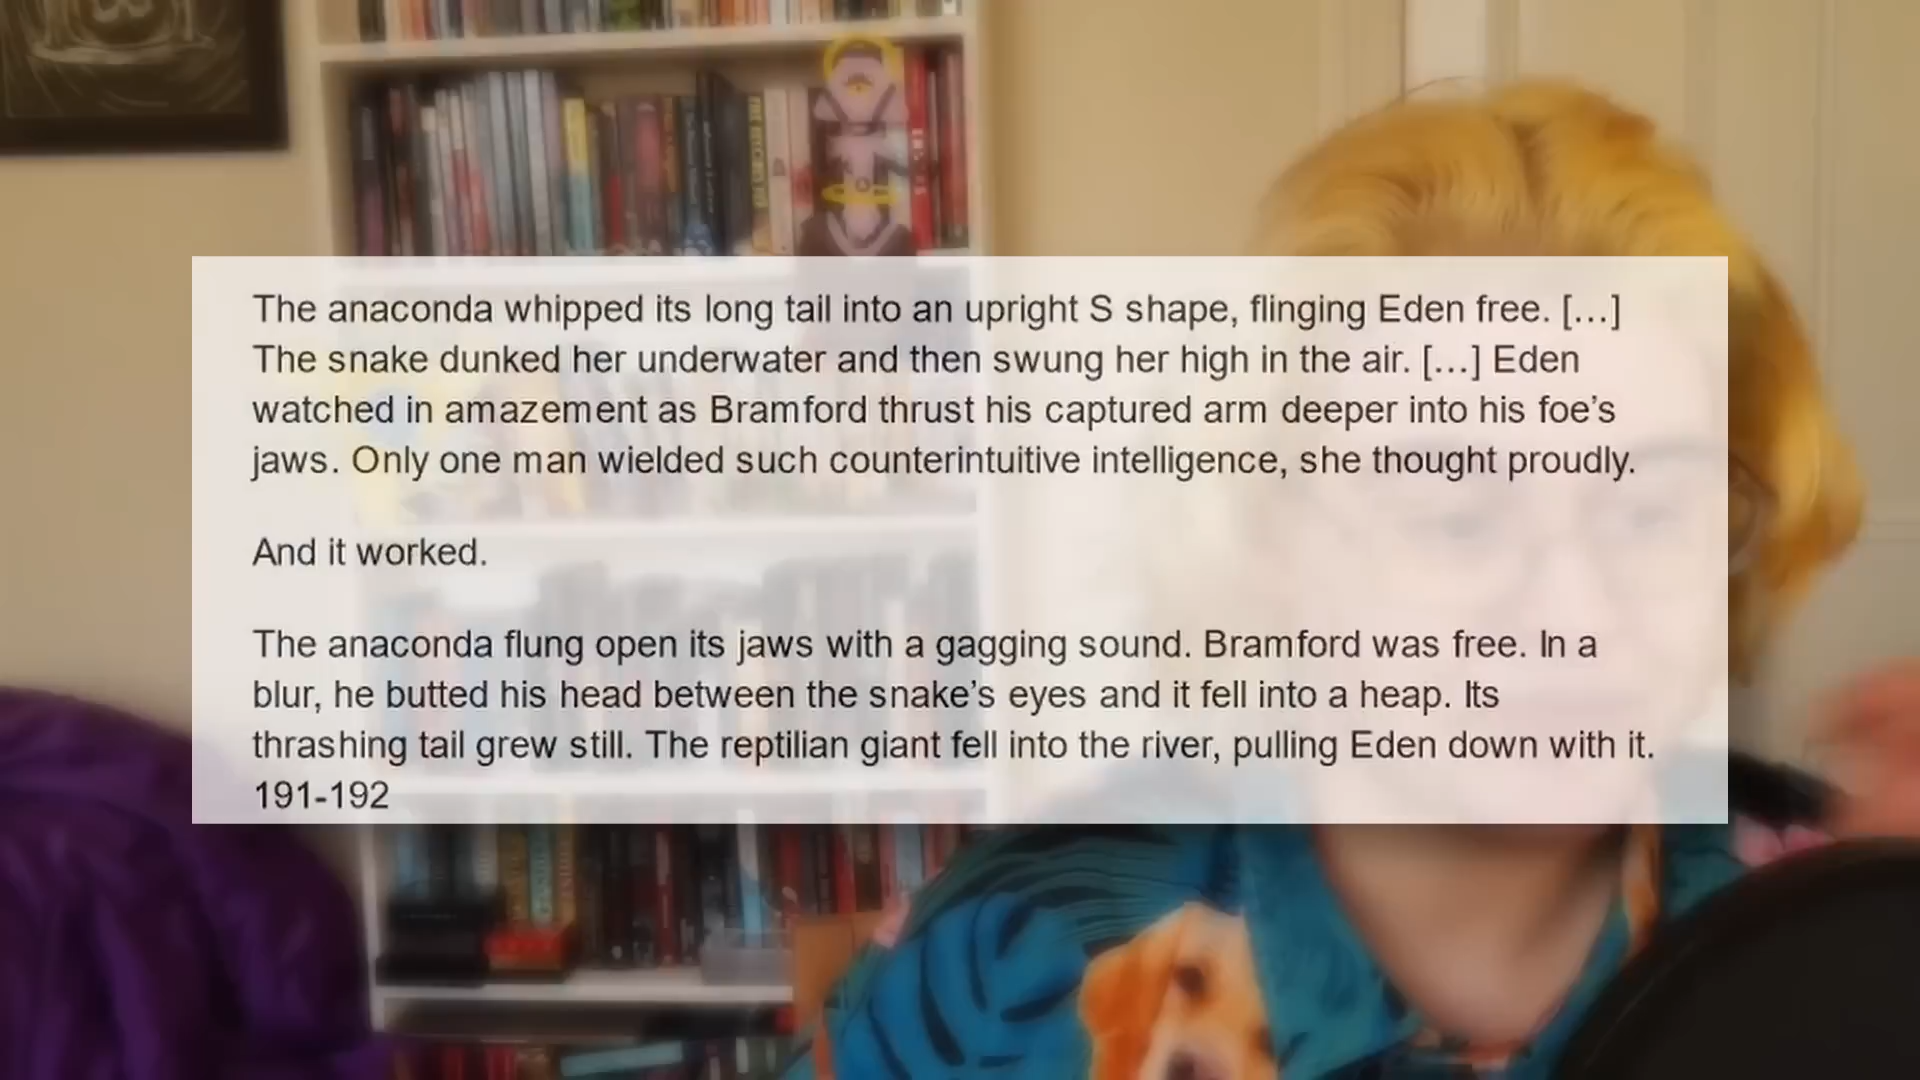 The anaconda whipped its long tail into an upright S shape, flinging Eden free. […]
The snake dunked her underwater and then swung her high in the air. […] Eden
watched in amazement as Bramford thrust his captured arm deeper into his foe’s
jaws. Only one man wielded such counterintuitive intelligence, she thought proudly.
And it worked.
The anaconda flung open its jaws with a gagging sound. Bramford was free. In a
blur, he butted his head between the snake’s eyes and it fell into a heap. Its
thrashing tail grew still. The reptilian giant fell into the river, pulling Eden down with it.
191-192